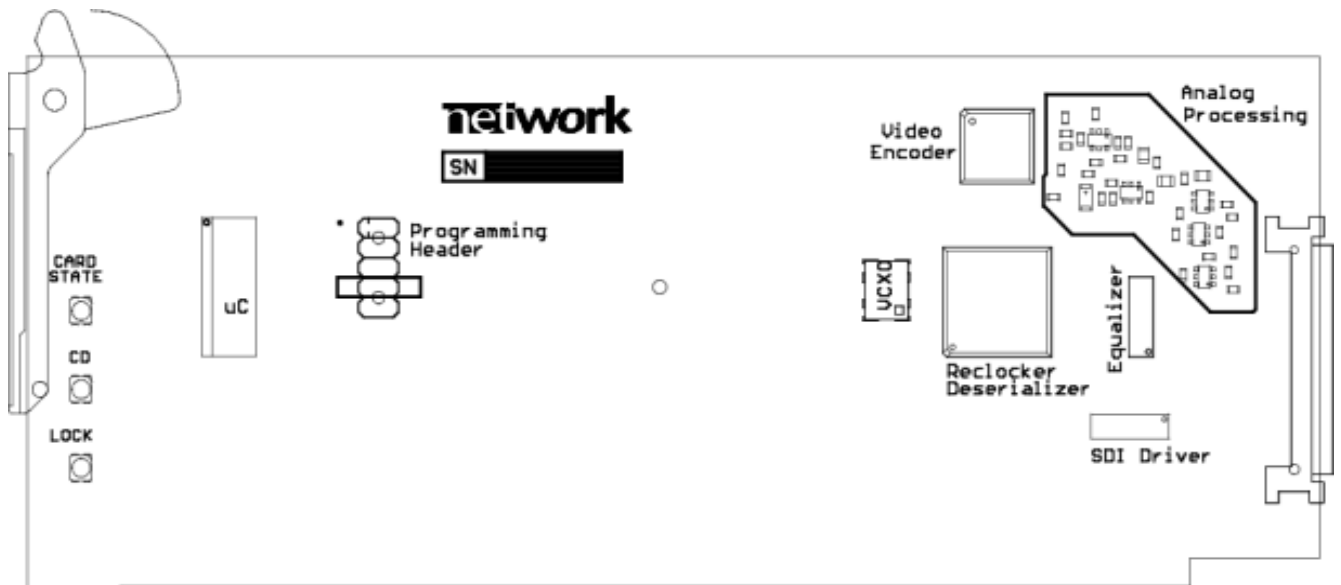 network
SN
Analog
Processing
Video
Encoder
Programming
Header
CARD
STATE
uC
VCXO
Equalizer
CD
Reclocker
Deserializer
LOCK
SDI Driver